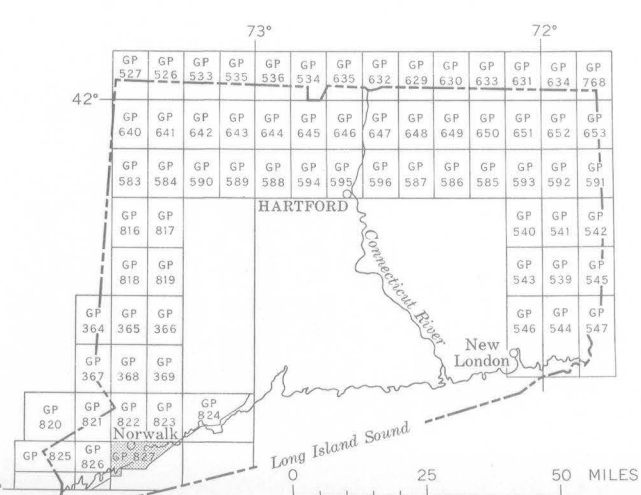 73° 72°
GP 527 GP 526 GP 533 GP 535 GP 536 GP 534 GP 635 GP 632 GP 629 GP 630 GP 633 GP 631 GP 634 GP 768
42°
GP 640 GP 641 GP 642 GP 643 GP 644 GP 645 GP 646 GP 647 GP 648 GP 649 GP 650 GP 651 GP 652 GP 653
GP 583 GP 584 GP 590 GP 589 GP 588 GP 594 GP 595 GP 596 GP 587 GP 586 GP 585 GP 593 GP 592 GP 591
HARTFORD
GP 816 GP 817 GP 540 GP 541 GP 542
Connecticut River
GP 818 GP 819 GP 543 GP 539 GP 545
GP 364 GP 365 GP 366 GP 546 GP 544 GP 547
New
London
GP 367 GP 368 GP 369
GP 820 GP 821 GP 822 GP 823 GP 824
Norwalk
Long Island Sound
GP 825 GP 826 GP 827
0 25 50 MILES